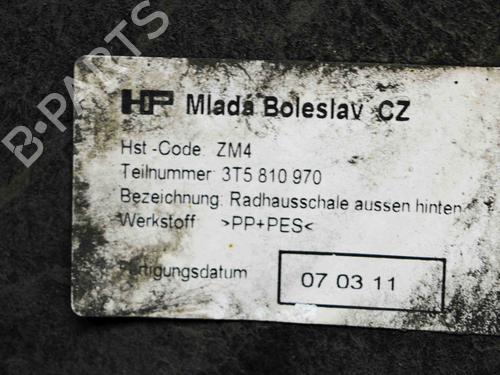 B-PARTS
HP Mladá Boleslav CZ
Hst.-Code: ZM4
Teilnummer: 3T5 810 970
Bezeichnung: Radhausschale aussen hinten
Werkstoff >PP+PES<
Fertigungsdatum 07 03 11